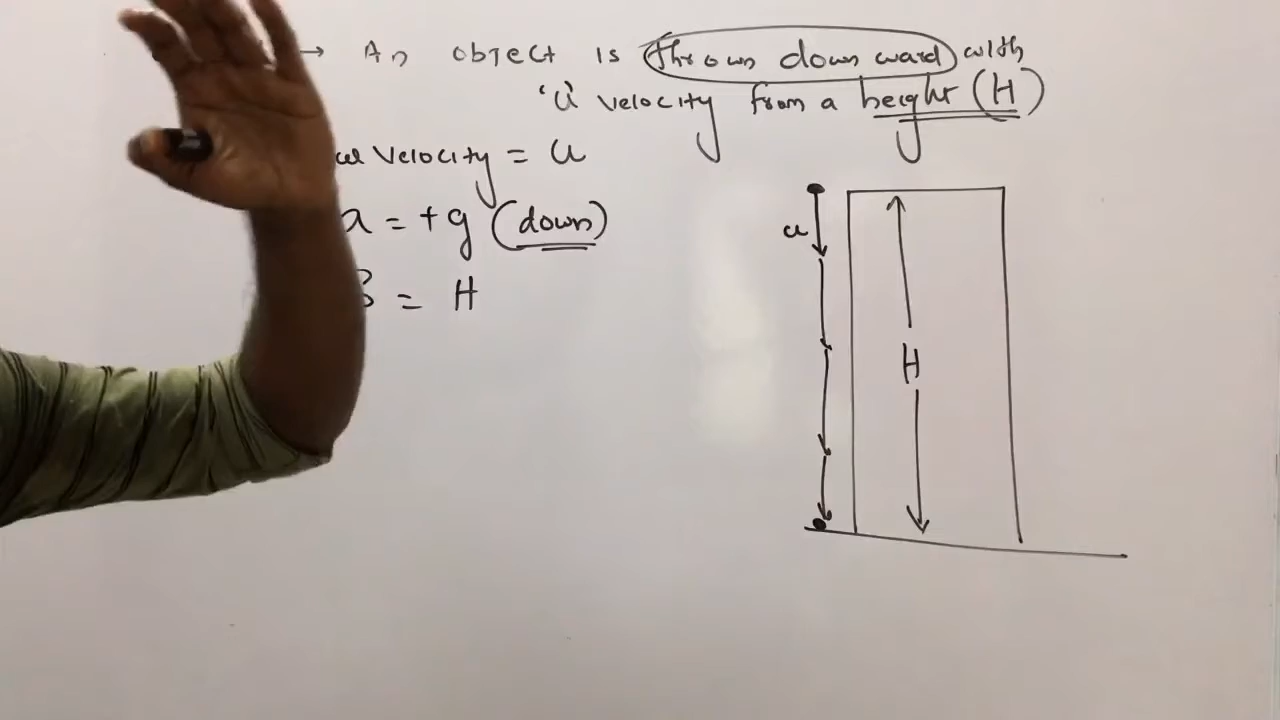 → An object is thrown downward with
'u' velocity from a height (H)
velocity = u
a = +g (down)
S = H
u
H